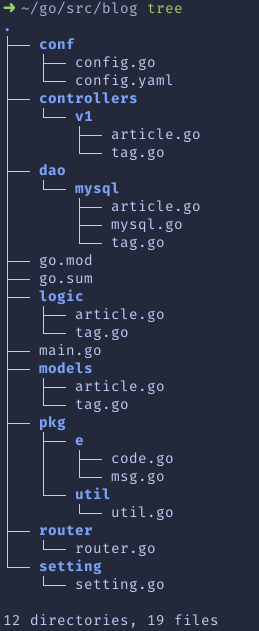 ➜ ~/go/src/blog tree
.
├── conf
│   ├── config.go
│   └── config.yaml
├── controllers
│   └── v1
│       ├── article.go
│       └── tag.go
├── dao
│   └── mysql
│       ├── article.go
│       ├── mysql.go
│       └── tag.go
├── go.mod
├── go.sum
├── logic
│   ├── article.go
│   └── tag.go
├── main.go
├── models
│   ├── article.go
│   └── tag.go
├── pkg
│   ├── e
│   │   ├── code.go
│   │   └── msg.go
│   └── util
│       └── util.go
├── router
│   └── router.go
└── setting
    └── setting.go

12 directories, 19 files